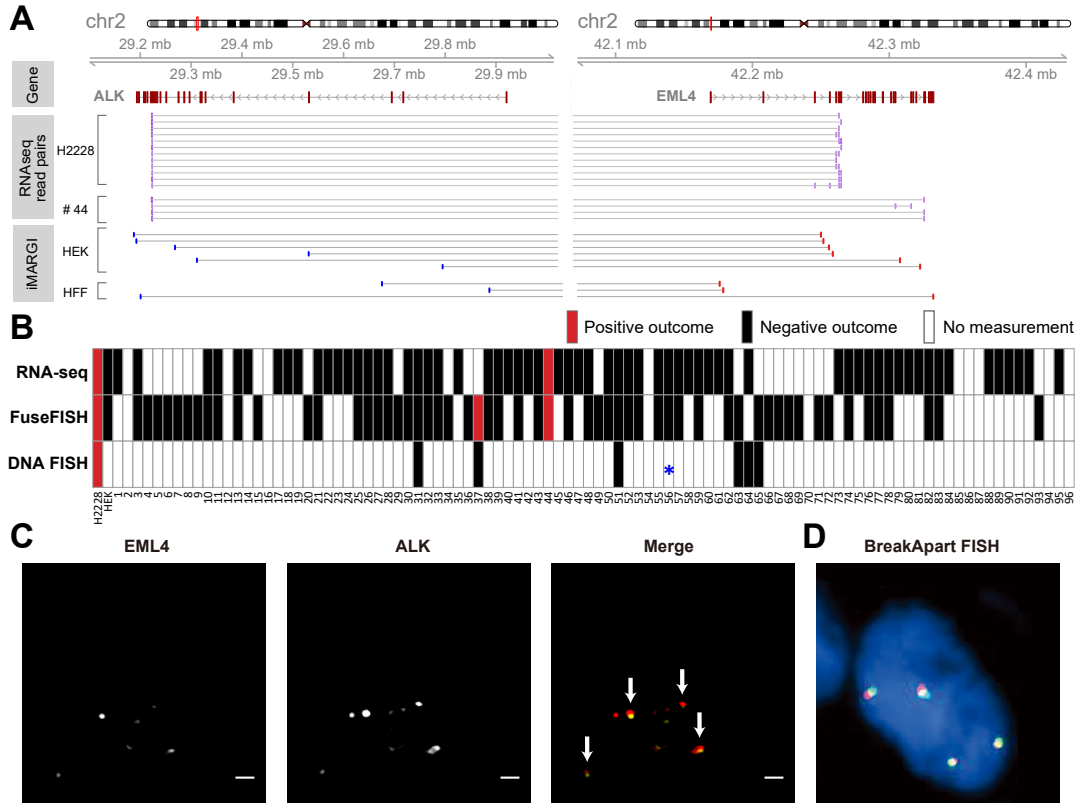 A
chr2
chr2
29.2 mb
29.4 mb
29.6 mb
29.8 mb
42.1 mb
42.3 mb
29.3 mb
29.5 mb
29.7 mb
29.9 mb
42.2 mb
42.4 mb
Gene
ALK
EML4
RNAseq
read pairs
H2228
# 44
iMARGI
HEK
HFF
B
Positive outcome
Negative outcome
No measurement
RNA-seq
FuseFISH
DNA FISH
*
H2228 HEK 1 2 3 4 5 6 7 8 9 10 11 12 13 14 15 16 17 18 19 20 21 22 23 24 25 26 27 28 29 30 31 32 33 34 35 36 37 38 39 40 41 42 43 44 45 46 47 48 49 50 51 52 53 54 55 56 57 58 59 60 61 62 63 64 65 66 67 68 69 70 71 72 73 74 75 76 77 78 79 80 81 82 83 84 85 86 87 88 89 90 91 92 93 94 95 96
C
EML4
ALK
Merge
D
BreakApart FISH